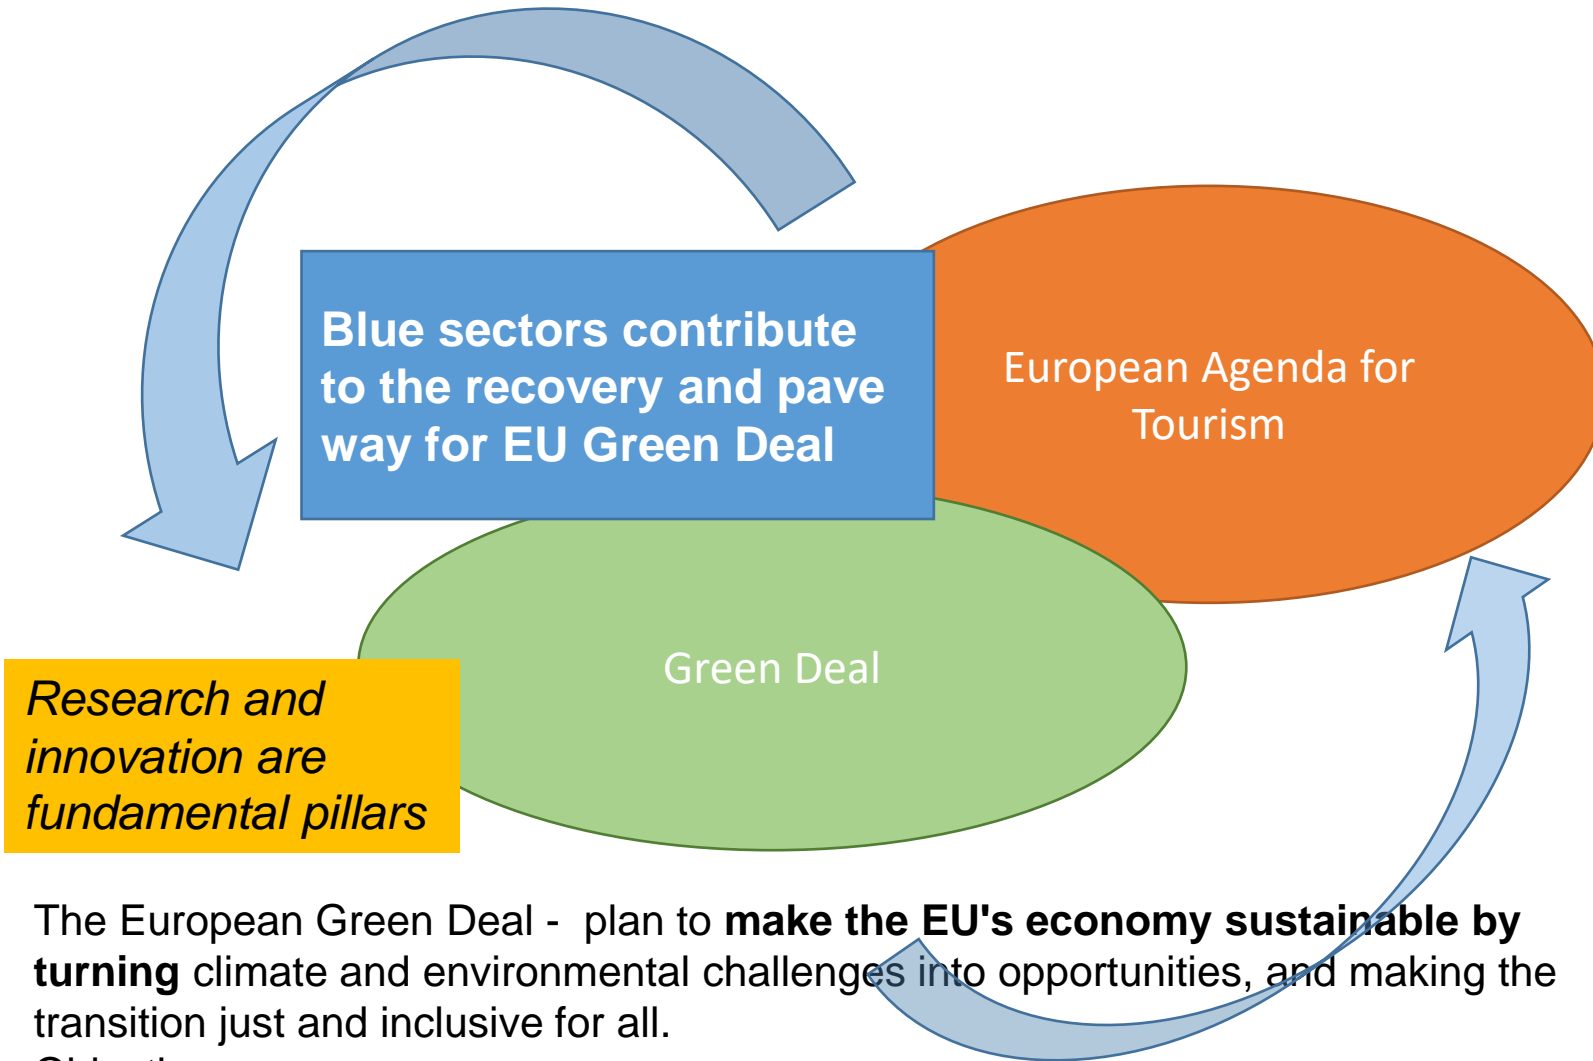 Blue sectors contribute
to the recovery and pave
way for EU Green Deal
European Agenda for
Tourism
Green Deal
Research and
innovation are
fundamental pillars
The European Green Deal -  plan to make the EU's economy sustainable by
turning climate and environmental challenges into opportunities, and making the
transition just and inclusive for all.